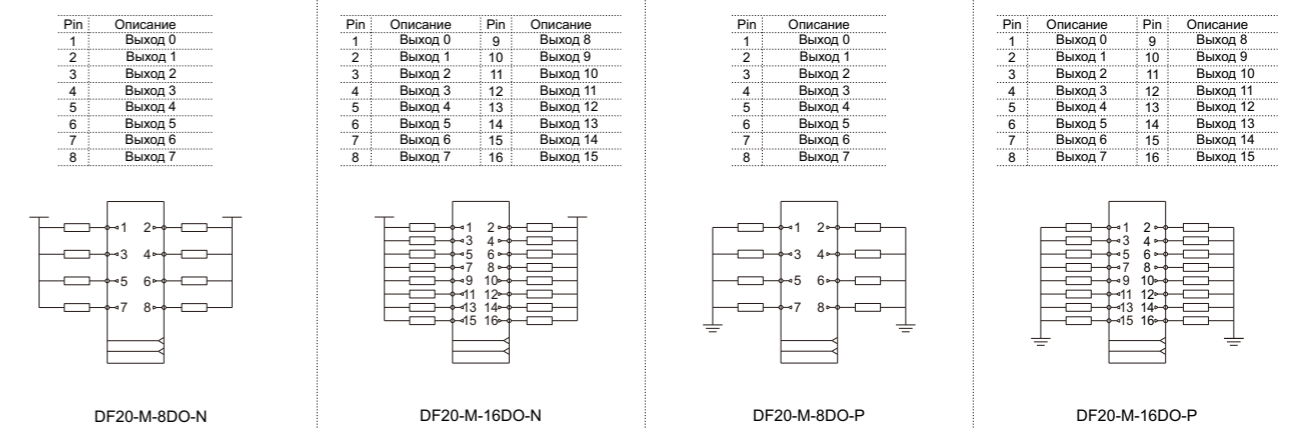 Pin Описание
1 Выход 0
2 Выход 1
3 Выход 2
4 Выход 3
5 Выход 4
6 Выход 5
7 Выход 6
8 Выход 7
1 2
3 4
5 6
7 8
DF20-M-8DO-N
Pin Описание Pin Описание
1 Выход 0 9 Выход 8
2 Выход 1 10 Выход 9
3 Выход 2 11 Выход 10
4 Выход 3 12 Выход 11
5 Выход 4 13 Выход 12
6 Выход 5 14 Выход 13
7 Выход 6 15 Выход 14
8 Выход 7 16 Выход 15
1 2
3 4
5 6
7 8
9 10
11 12
13 14
15 16
DF20-M-16DO-N
Pin Описание
1 Выход 0
2 Выход 1
3 Выход 2
4 Выход 3
5 Выход 4
6 Выход 5
7 Выход 6
8 Выход 7
1 2
3 4
5 6
7 8
DF20-M-8DO-P
Pin Описание Pin Описание
1 Выход 0 9 Выход 8
2 Выход 1 10 Выход 9
3 Выход 2 11 Выход 10
4 Выход 3 12 Выход 11
5 Выход 4 13 Выход 12
6 Выход 5 14 Выход 13
7 Выход 6 15 Выход 14
8 Выход 7 16 Выход 15
1 2
3 4
5 6
7 8
9 10
11 12
13 14
15 16
DF20-M-16DO-P